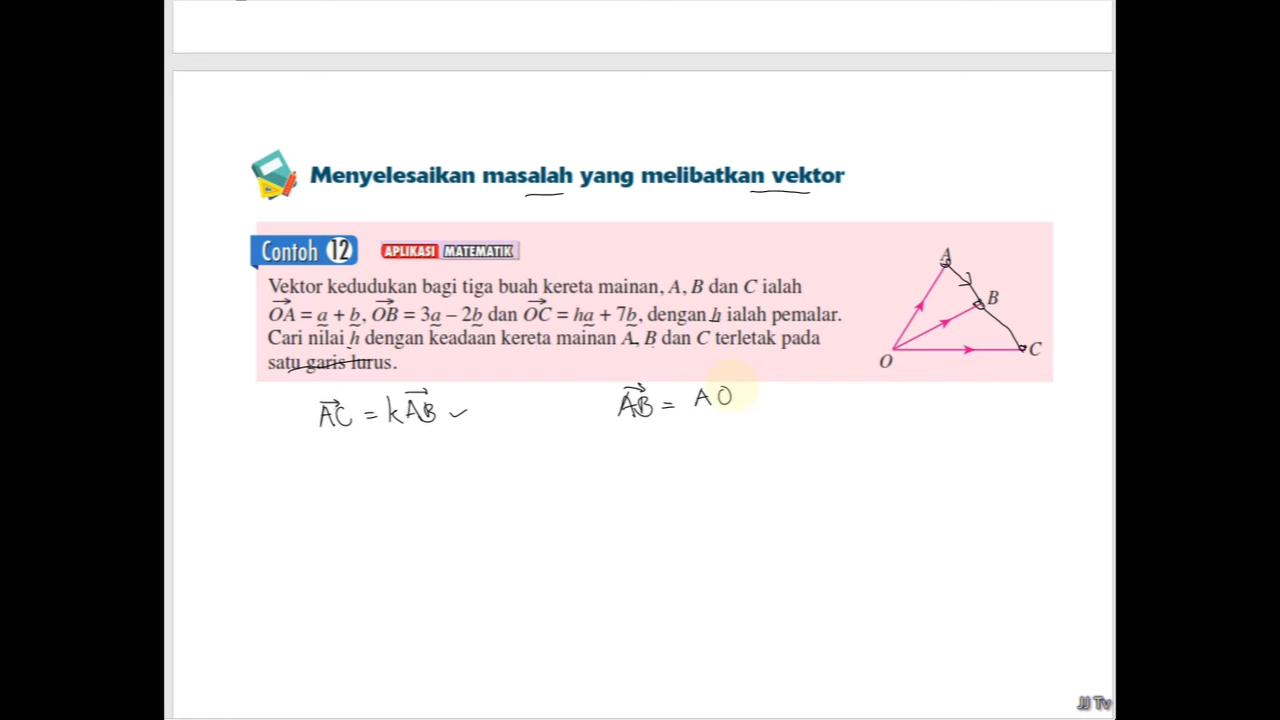 Menyelesaikan masalah yang melibatkan vektor
Contoh 12 APLIKASI MATEMATIK
Vektor kedudukan bagi tiga buah kereta mainan, A, B dan C ialah
OA = a + b, OB = 3a – 2b dan OC = ha + 7b, dengan h ialah pemalar.
Cari nilai h dengan keadaan kereta mainan A, B dan C terletak pada
satu garis lurus.
A
B
C
O
AC = kAB ✓
AB = AO
JJ Tv